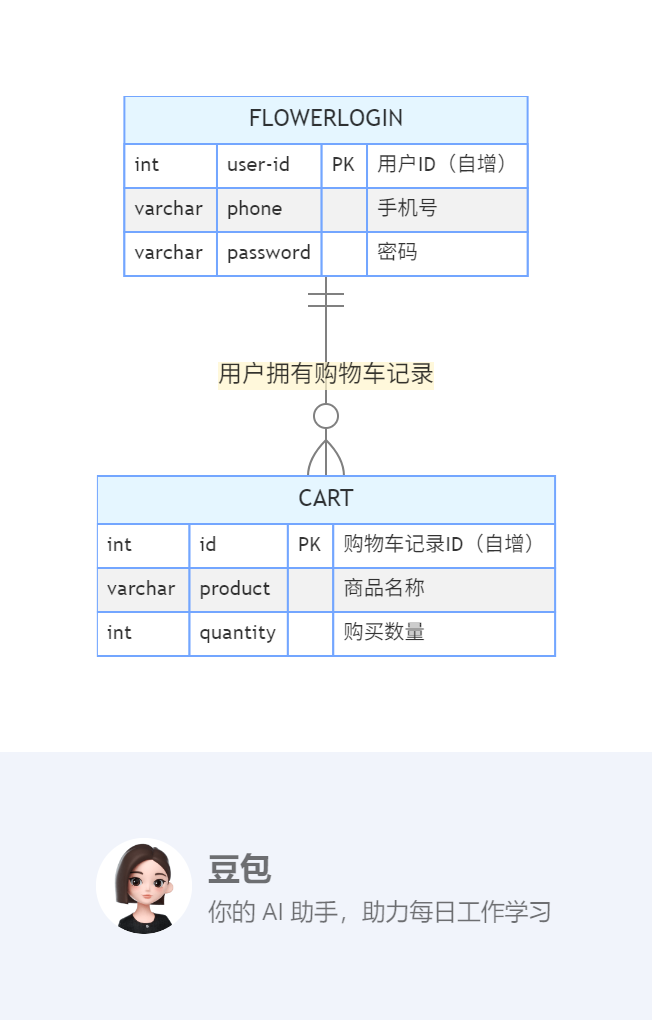 FLOWERLOGIN
int user-id PK 用户ID（自增）
varchar phone 手机号
varchar password 密码
用户拥有购物车记录
CART
int id PK 购物车记录ID（自增）
varchar product 商品名称
int quantity 购买数量
豆包
你的 AI 助手，助力每日工作学习